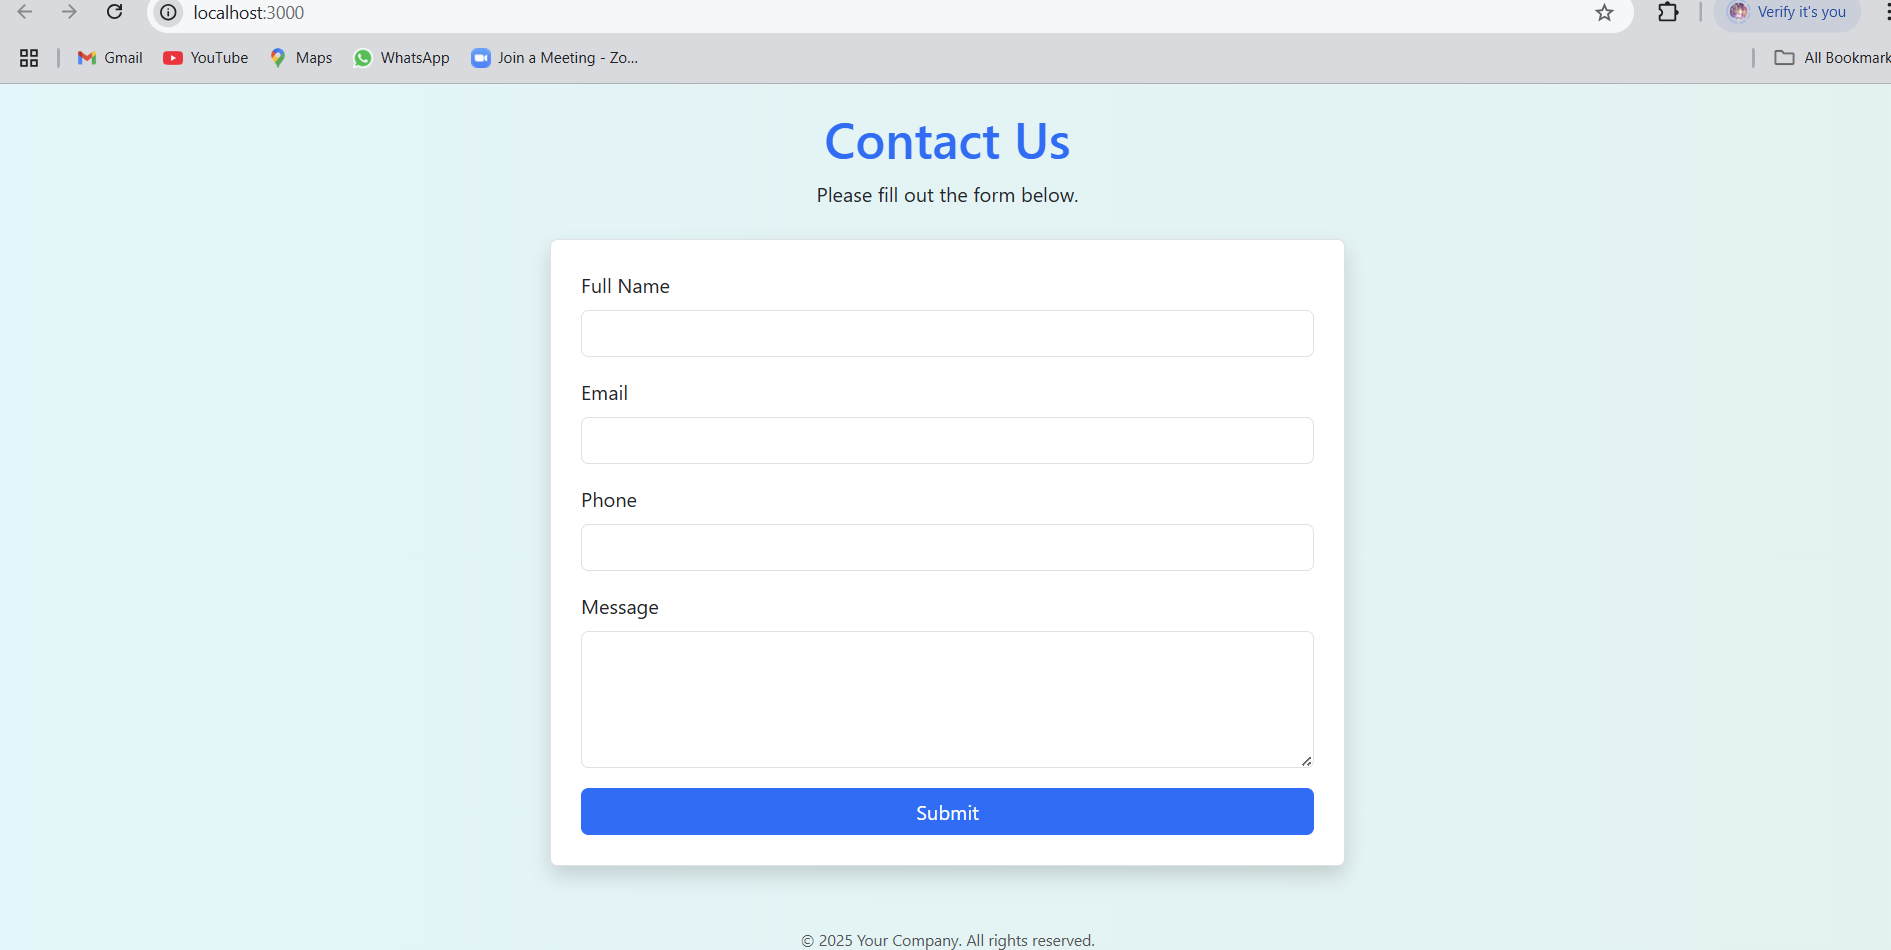 localhost:3000
Verify it's you
Gmail YouTube Maps WhatsApp Join a Meeting - Zo... All Bookmark
Contact Us
Please fill out the form below.
Full Name
Email
Phone
Message
Submit
© 2025 Your Company. All rights reserved.